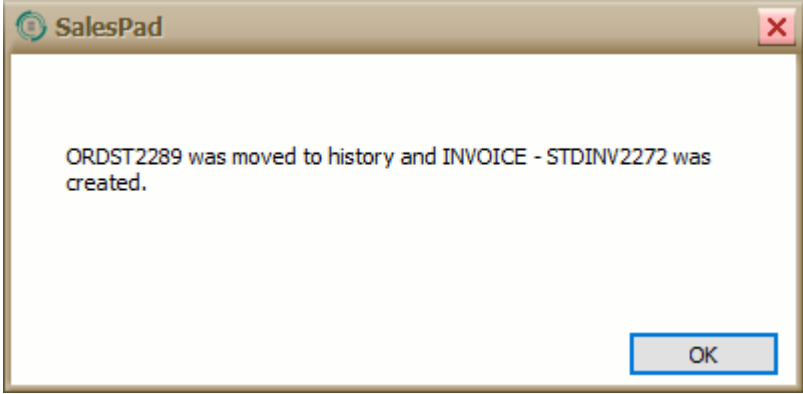 SalesPad
ORDST2289 was moved to history and INVOICE - STDINV2272 was
created.
OK